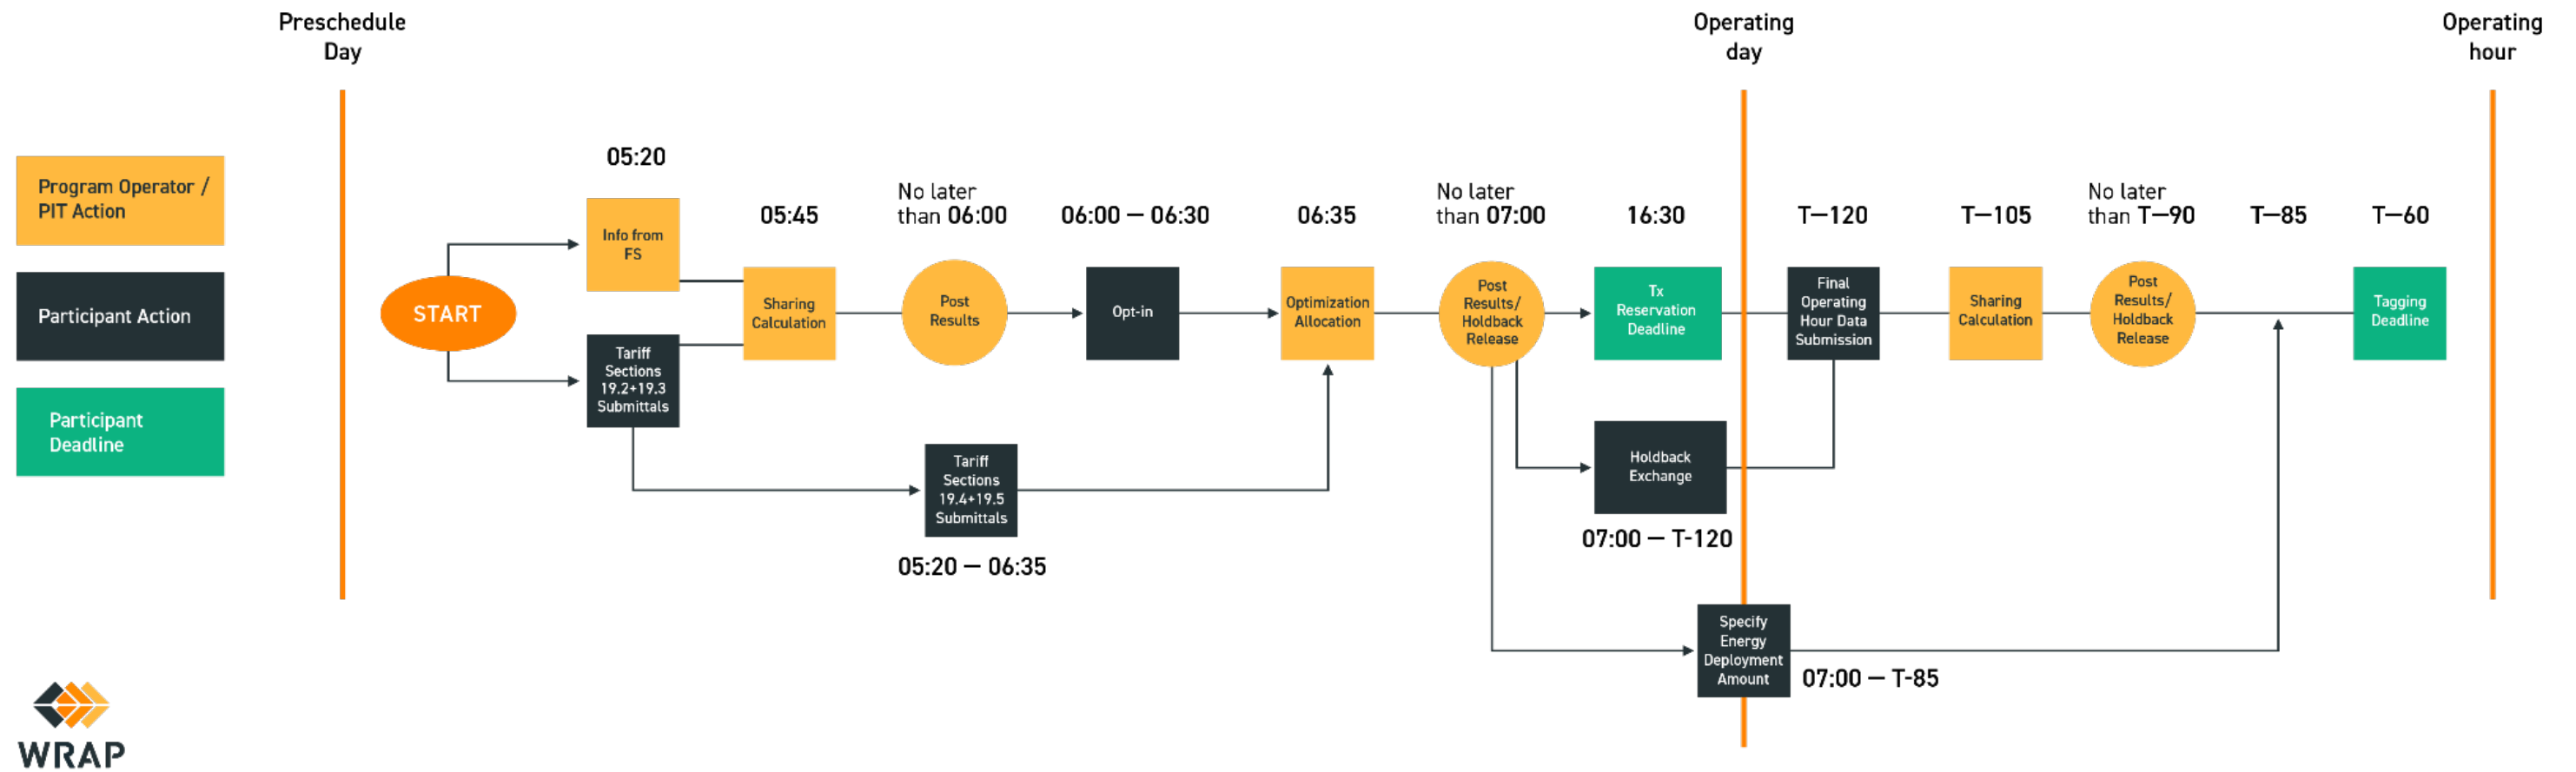 Preschedule
Day
Operating
day
Operating
hour
Program Operator /
PIT Action
Participant Action
Participant
Deadline
START
05:20
Info from
FS
Tariff
Sections
19.2+19.3
Submittals
05:45
Sharing
Calculation
No later
than 06:00
Post
Results
Tariff
Sections
19.4+19.5
Submittals
05:20 — 06:35
06:00 — 06:30
Opt-in
06:35
Optimization
Allocation
No later
than 07:00
Post
Results/
Holdback
Release
16:30
Tx
Reservation
Deadline
Holdback
Exchange
07:00 — T-120
Specify
Energy
Deployment
Amount
07:00 — T-85
T—120
Final
Operating
Hour Data
Submission
T—105
Sharing
Calculation
No later
than T—90
Post
Results/
Holdback
Release
T—85
T—60
Tagging
Deadline
WRAP